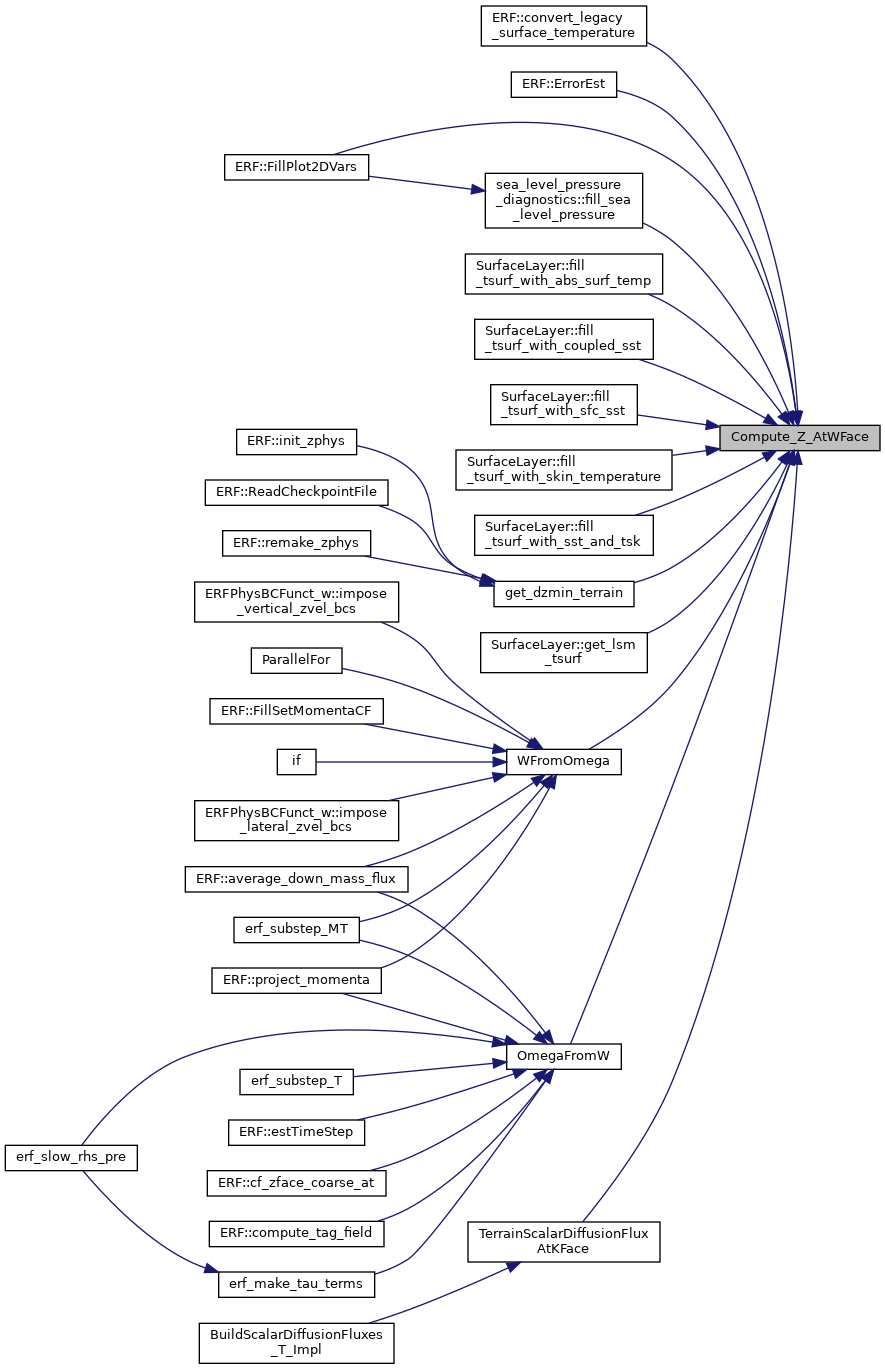 ERF::convert_legacy
_surface_temperature
ERF::ErrorEst
ERF::FillPlot2DVars
sea_level_pressure
_diagnostics::fill_sea
_level_pressure
SurfaceLayer::fill
_tsurf_with_abs_surf_temp
SurfaceLayer::fill
_tsurf_with_coupled_sst
SurfaceLayer::fill
_tsurf_with_sfc_sst
Compute_Z_AtWFace
ERF::init_zphys
SurfaceLayer::fill
_tsurf_with_skin_temperature
ERF::ReadCheckpointFile
SurfaceLayer::fill
_tsurf_with_sst_and_tsk
ERF::remake_zphys
get_dzmin_terrain
ERFPhysBCFunct_w::impose
_vertical_zvel_bcs
SurfaceLayer::get_lsm
_tsurf
ParallelFor
ERF::FillSetMomentaCF
if
WFromOmega
ERFPhysBCFunct_w::impose
_lateral_zvel_bcs
ERF::average_down_mass_flux
erf_substep_MT
ERF::project_momenta
OmegaFromW
erf_substep_T
ERF::estTimeStep
erf_slow_rhs_pre
ERF::cf_zface_coarse_at
ERF::compute_tag_field
TerrainScalarDiffusionFlux
AtKFace
erf_make_tau_terms
BuildScalarDiffusionFluxes
_T_Impl